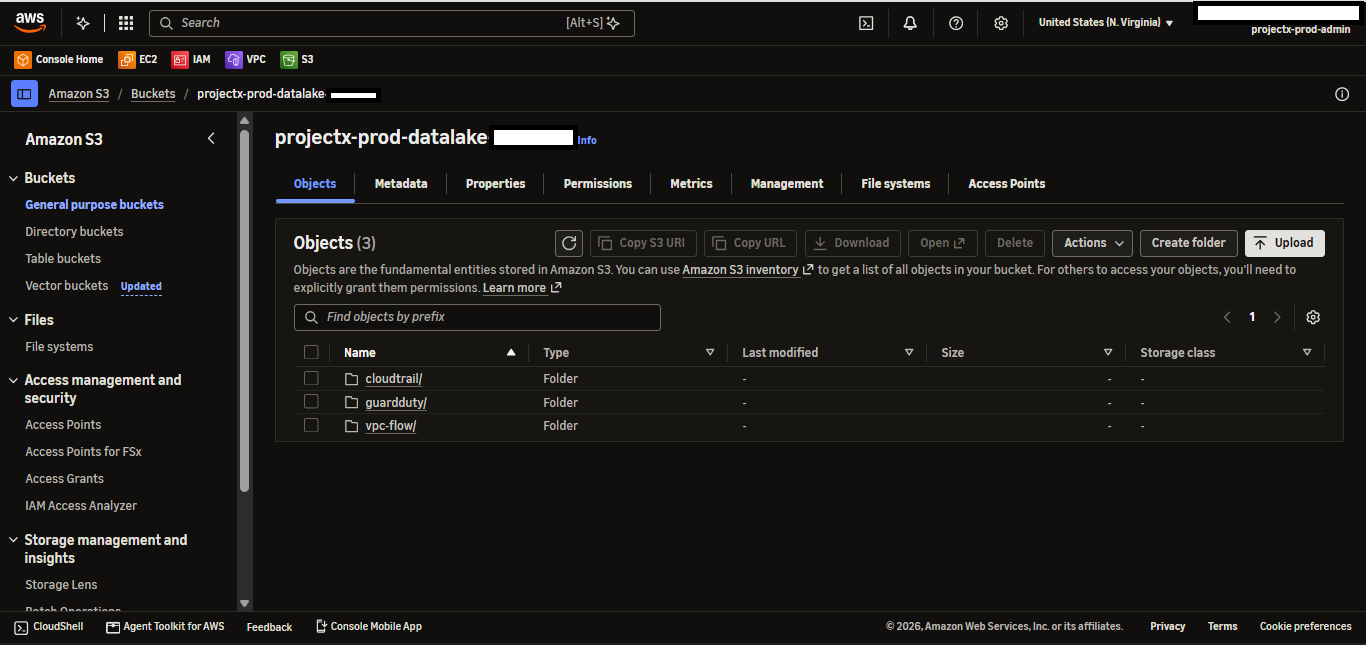 aws
Search [Alt+S]
United States (N. Virginia)
projectx-prod-admin
Console Home EC2 IAM VPC S3
Amazon S3 / Buckets / projectx-prod-datalake-
Amazon S3
Buckets
General purpose buckets
Directory buckets
Table buckets
Vector buckets Updated
Files
File systems
Access management and
security
Access Points
Access Points for FSx
Access Grants
IAM Access Analyzer
Storage management and
insights
Storage Lens
Batch Operations
projectx-prod-datalake Info
Objects Metadata Properties Permissions Metrics Management File systems Access Points
Objects (3) Copy S3 URI Copy URL Download Open Delete Actions Create folder Upload
Objects are the fundamental entities stored in Amazon S3. You can use Amazon S3 inventory to get a list of all objects in your bucket. For others to access your objects, you'll need to
explicitly grant them permissions. Learn more
Find objects by prefix
1
Name Type Last modified Size Storage class
cloudtrail/ Folder - - -
guardduty/ Folder - - -
vpc-flow/ Folder - - -
CloudShell Agent Toolkit for AWS Feedback Console Mobile App
© 2026, Amazon Web Services, Inc. or its affiliates. Privacy Terms Cookie preferences